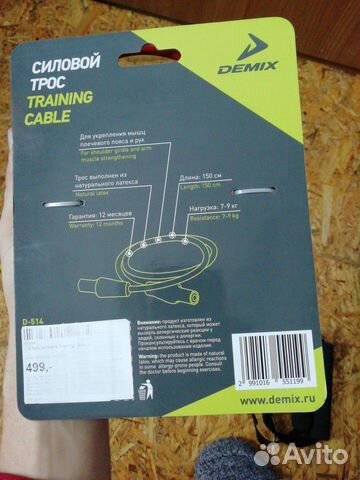 СИЛОВОЙ
ТРОС
TRAINING
CABLE
DEMIX
Для укрепления мышц
плечевого пояса и рук
For shoulder girdle and arm
muscle strengthening
Трос выполнен из
натурального латекса
Natural latex
Длина: 150 см
Length: 150 cm
Гарантия: 12 месяцев
Warranty: 12 months
Нагрузка: 7-9 кг
Resistance: 7-9 kg
D-514
499,-
Внимание: продукт изготовлен из
натурального латекса, который может
вызвать аллергические реакции у
людей, склонных к аллергии.
Проконсультируйтесь с врачом перед
началом использования.
Warning: the product is made of natural
latex, which may cause allergic reactions
in some allergy-prone people. Consult
the doctor before beginning exercises.
2 991016 551199
www.demix.ru
Avito